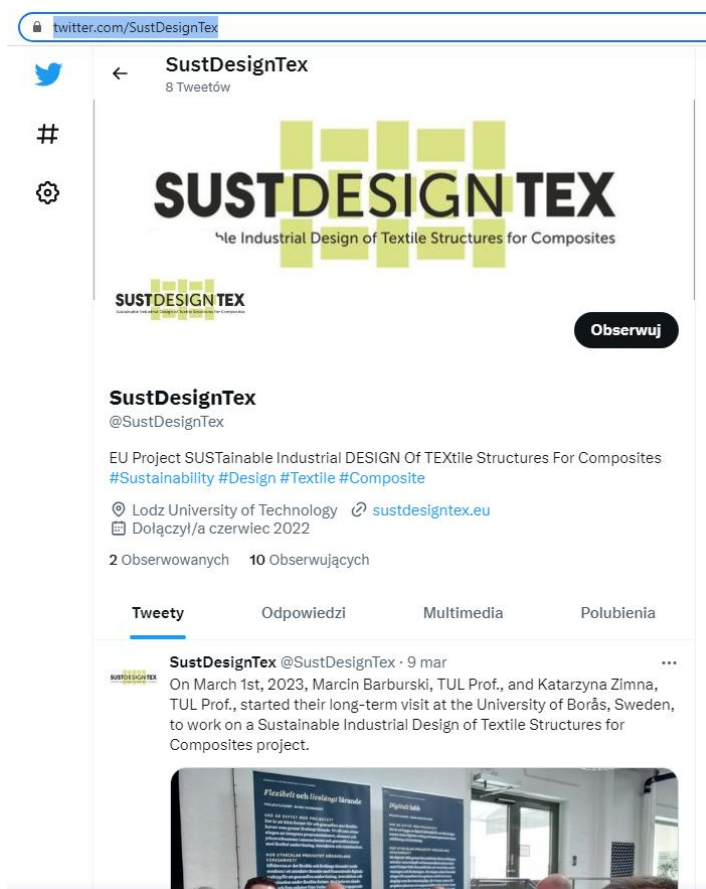 twitter.com/SustDesignTex
SustDesignTex
8 Tweetów
SUSTDESIGNTEX
ble Industrial Design of Textile Structures for Composites
SUSTDESIGNTEX
Obserwuj
SustDesignTex
@SustDesignTex
EU Project SUSTainable Industrial DESIGN Of TEXtile Structures For Composites
#Sustainability #Design #Textile #Composite
Lodz University of Technology sustdesigntex.eu
Dołączył/a czerwiec 2022
2 Obserwowanych 10 Obserwujących
Tweety Odpowiedzi Multimedia Polubienia
SUSTDESIGNTEX
SustDesignTex @SustDesignTex · 9 mar
On March 1st, 2023, Marcin Barburski, TUL Prof., and Katarzyna Zimna,
TUL Prof., started their long-term visit at the University of Borås, Sweden,
to work on a Sustainable Industrial Design of Textile Structures for
Composites project.
Flexibelt och livslångt lärande
Digitalt labb